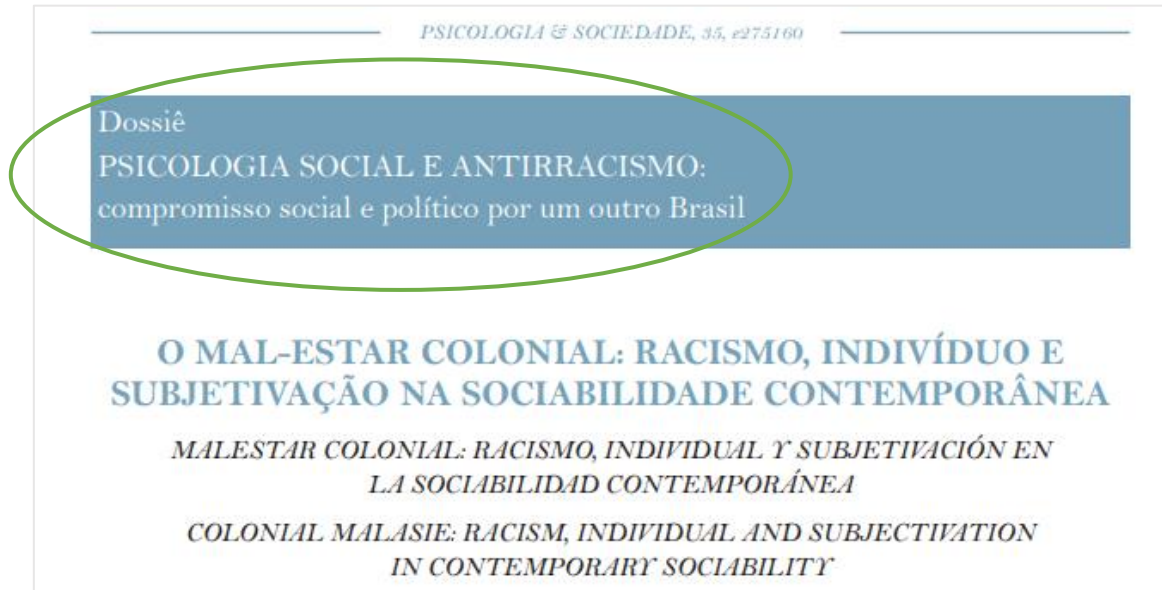 PSICOLOGIA & SOCIEDADE, 35, e275160
Dossiê
PSICOLOGIA SOCIAL E ANTIRRACISMO:
compromisso social e político por um outro Brasil
O MAL-ESTAR COLONIAL: RACISMO, INDIVÍDUO E
SUBJETIVAÇÃO NA SOCIABILIDADE CONTEMPORÂNEA
MALESTAR COLONIAL: RACISMO, INDIVIDUAL Y SUBJETIVACIÓN EN
LA SOCIABILIDAD CONTEMPORÁNEA
COLONIAL MALASIE: RACISM, INDIVIDUAL AND SUBJECTIVATION
IN CONTEMPORARY SOCIABILITY